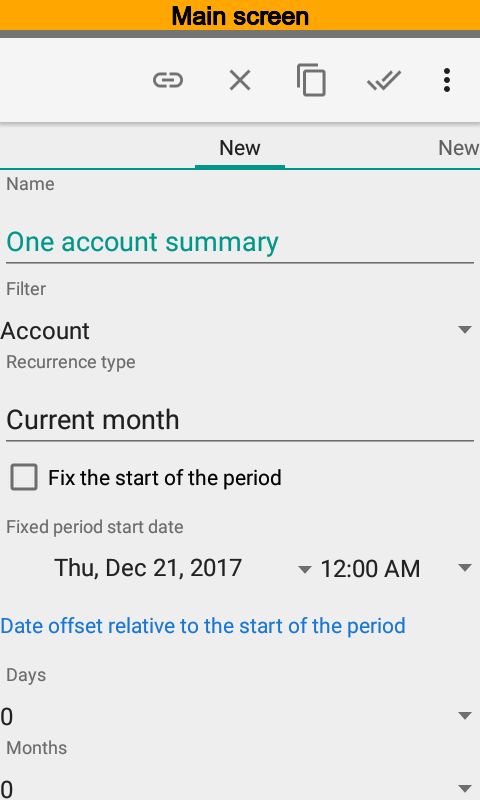 Main screen
New New
Name
One account summary
Filter
Account
Recurrence type
Current month
Fix the start of the period
Fixed period start date
Thu, Dec 21, 2017 12:00 AM
Date offset relative to the start of the period
Days
0
Months
0